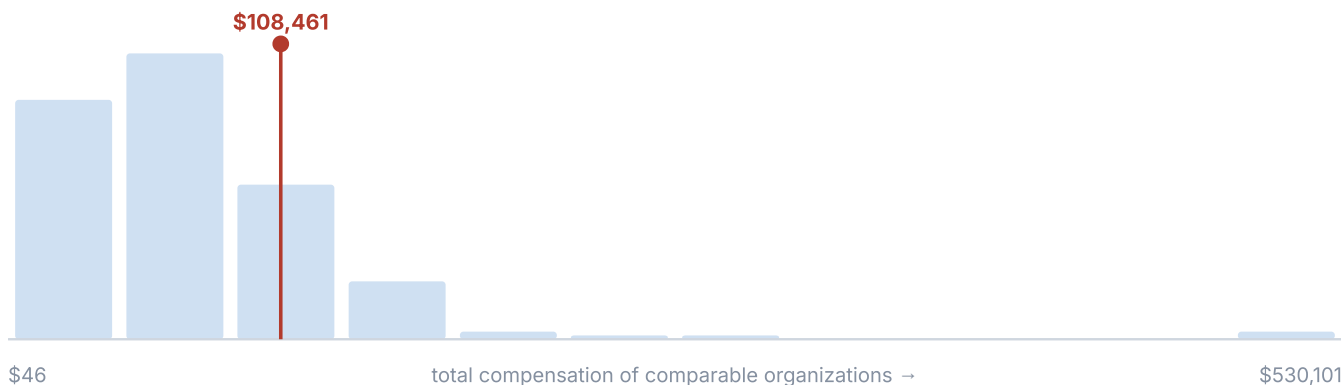 $108,461
$46
total compensation of comparable organizations →
$530,101